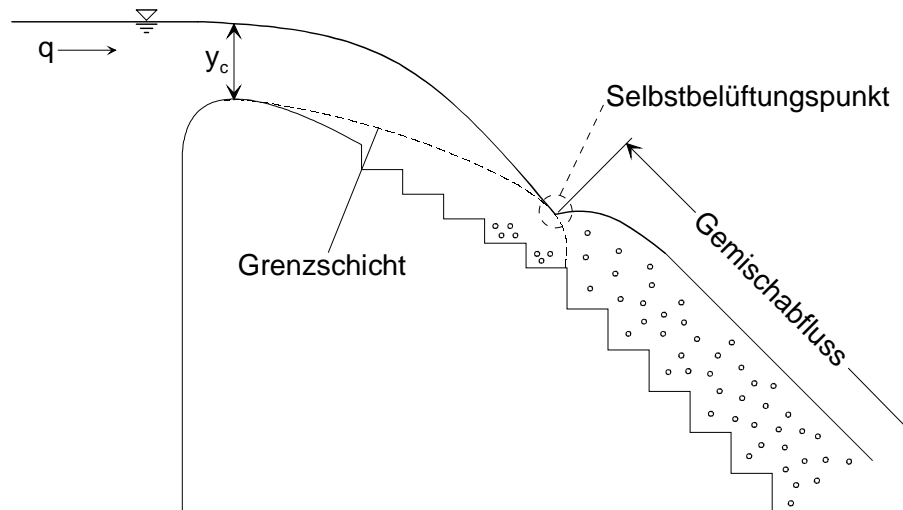 q
y_c
Selbstbelüftungspunkt
Gemischabfluss
Grenzschicht